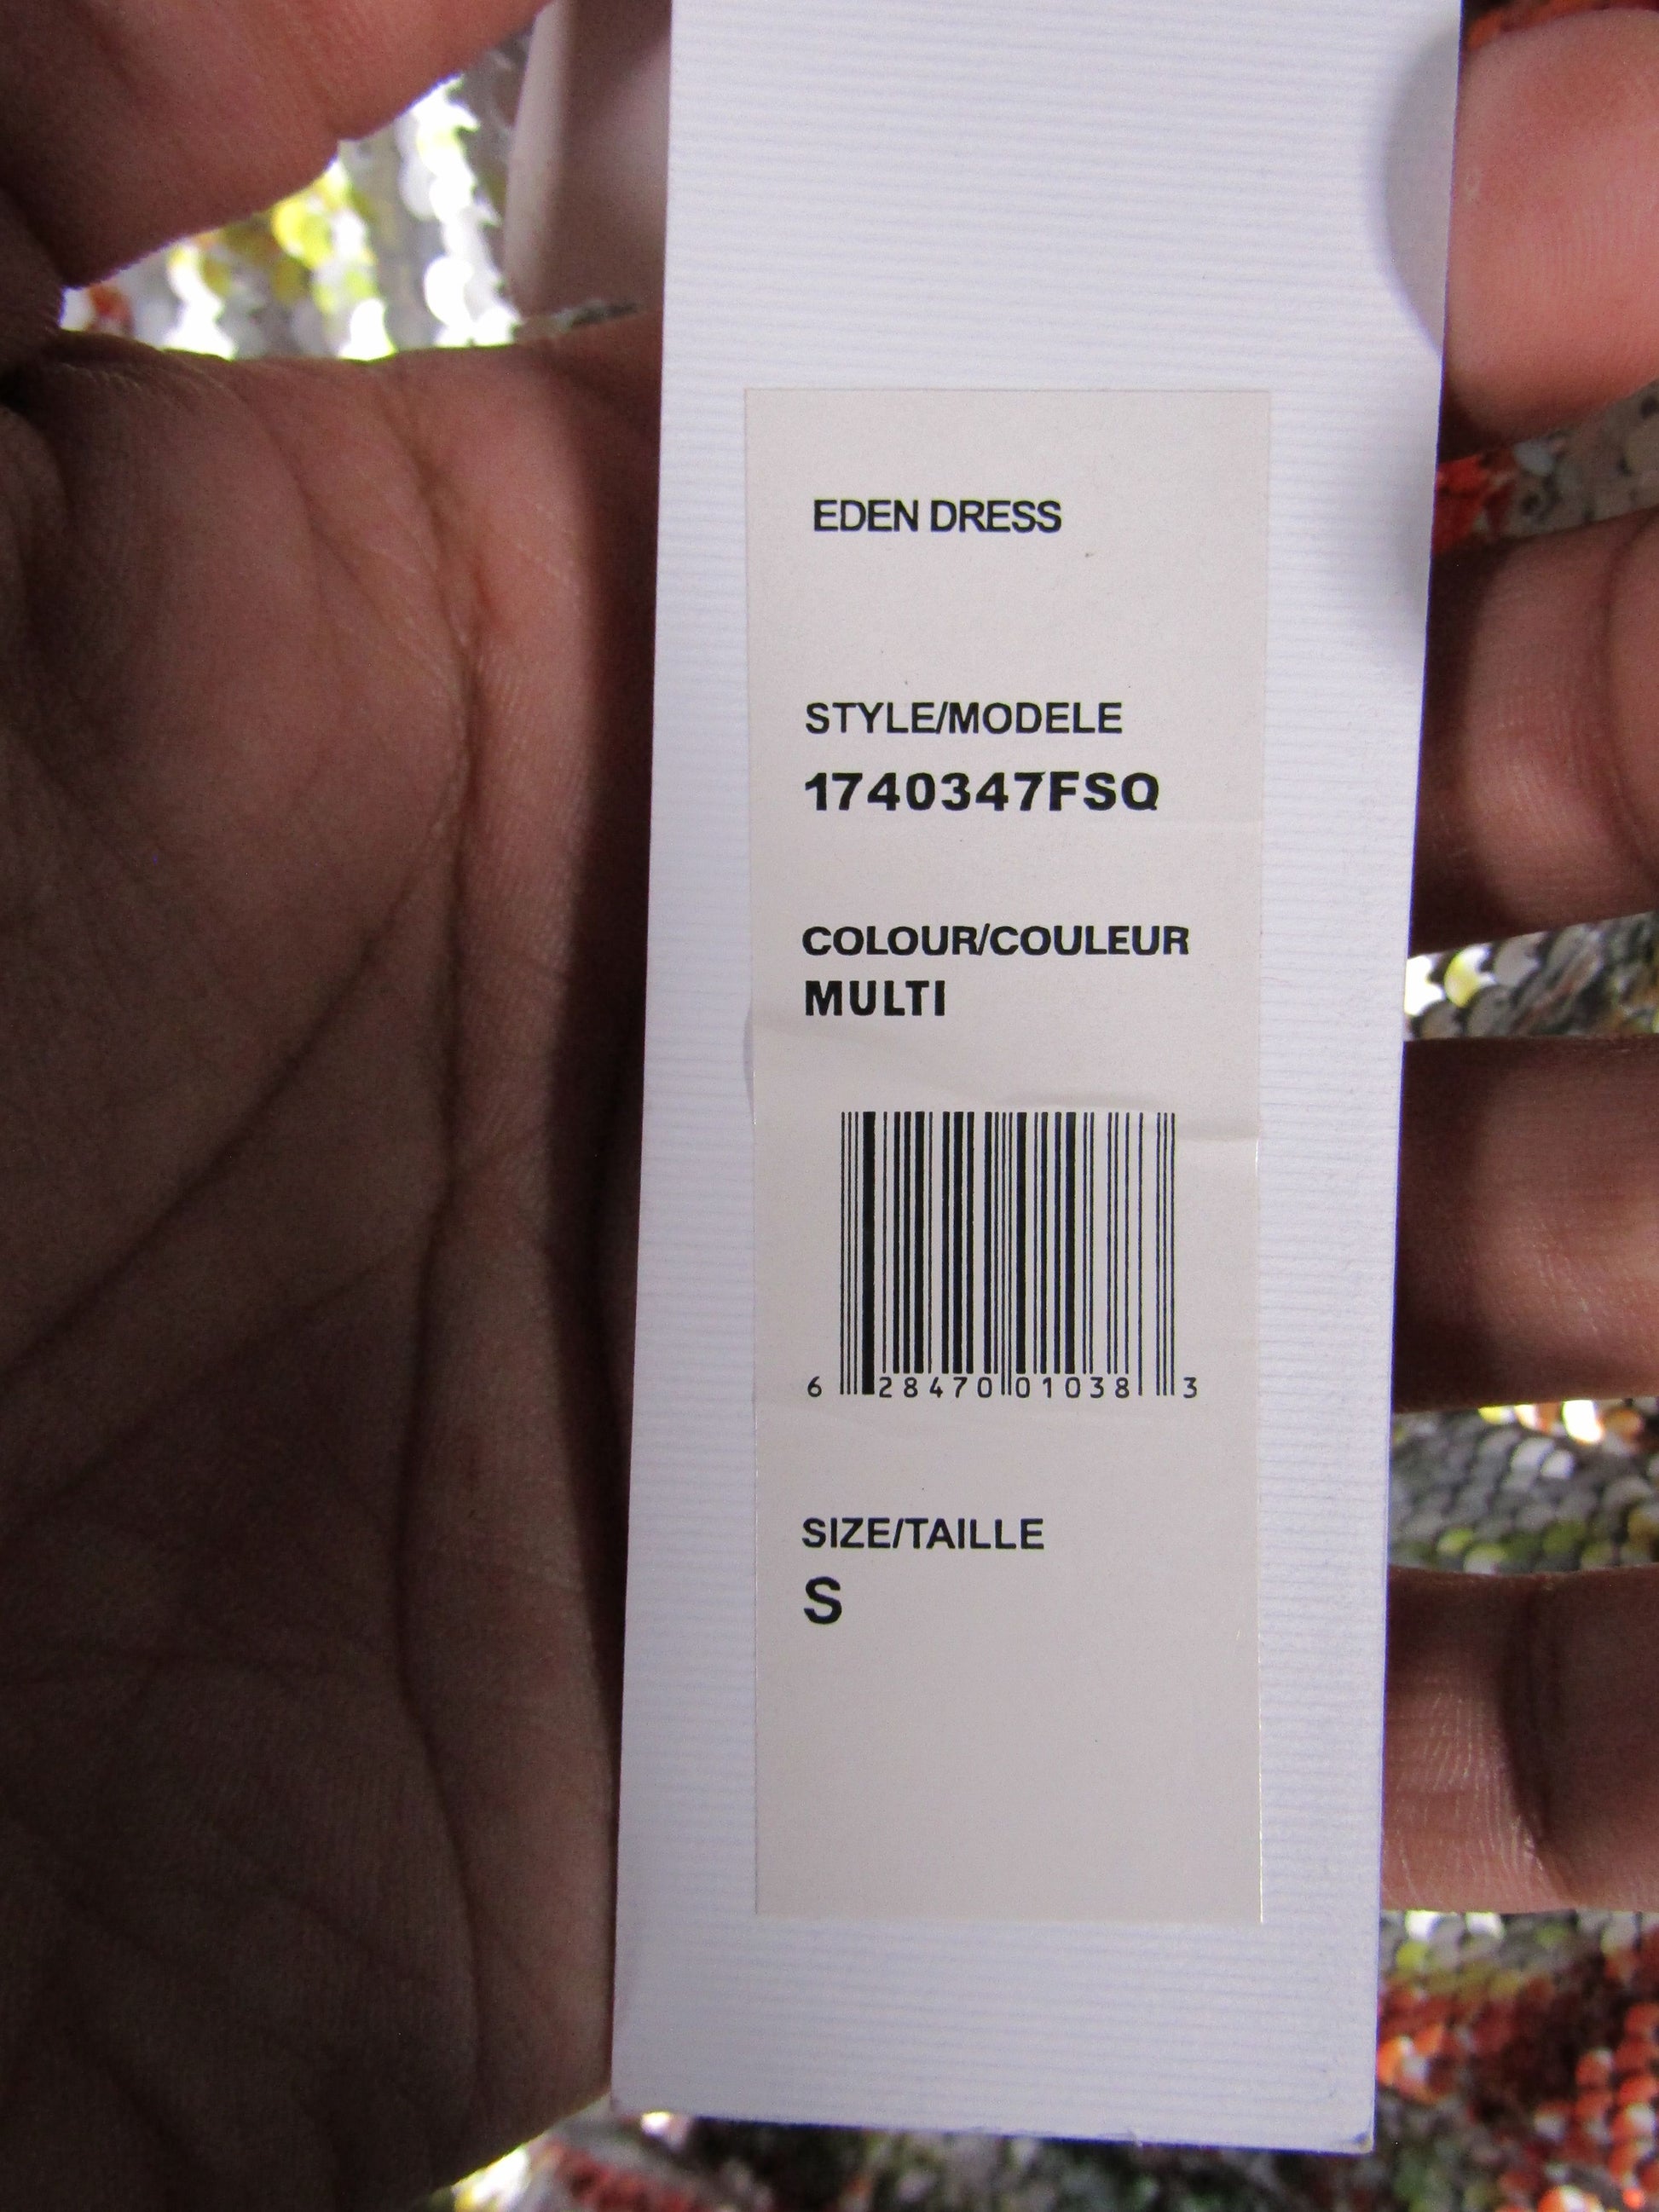 EDEN DRESS
STYLE/MODELE
1740347FSQ
COLOUR/COULEUR
MULTI
6 28470 01038 3
SIZE/TAILLE
S